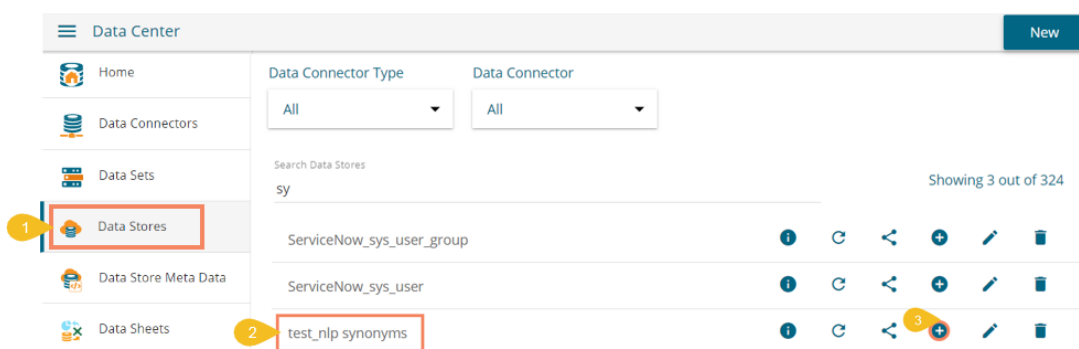 Data Center
New
Home
Data Connector Type
Data Connector
All
All
Data Connectors
Search Data Stores
Data Sets
sy
Showing 3 out of 324
1
Data Stores
ServiceNow_sys_user_group
Data Store Meta Data
ServiceNow_sys_user
Data Sheets
2
test_nlp synonyms
3